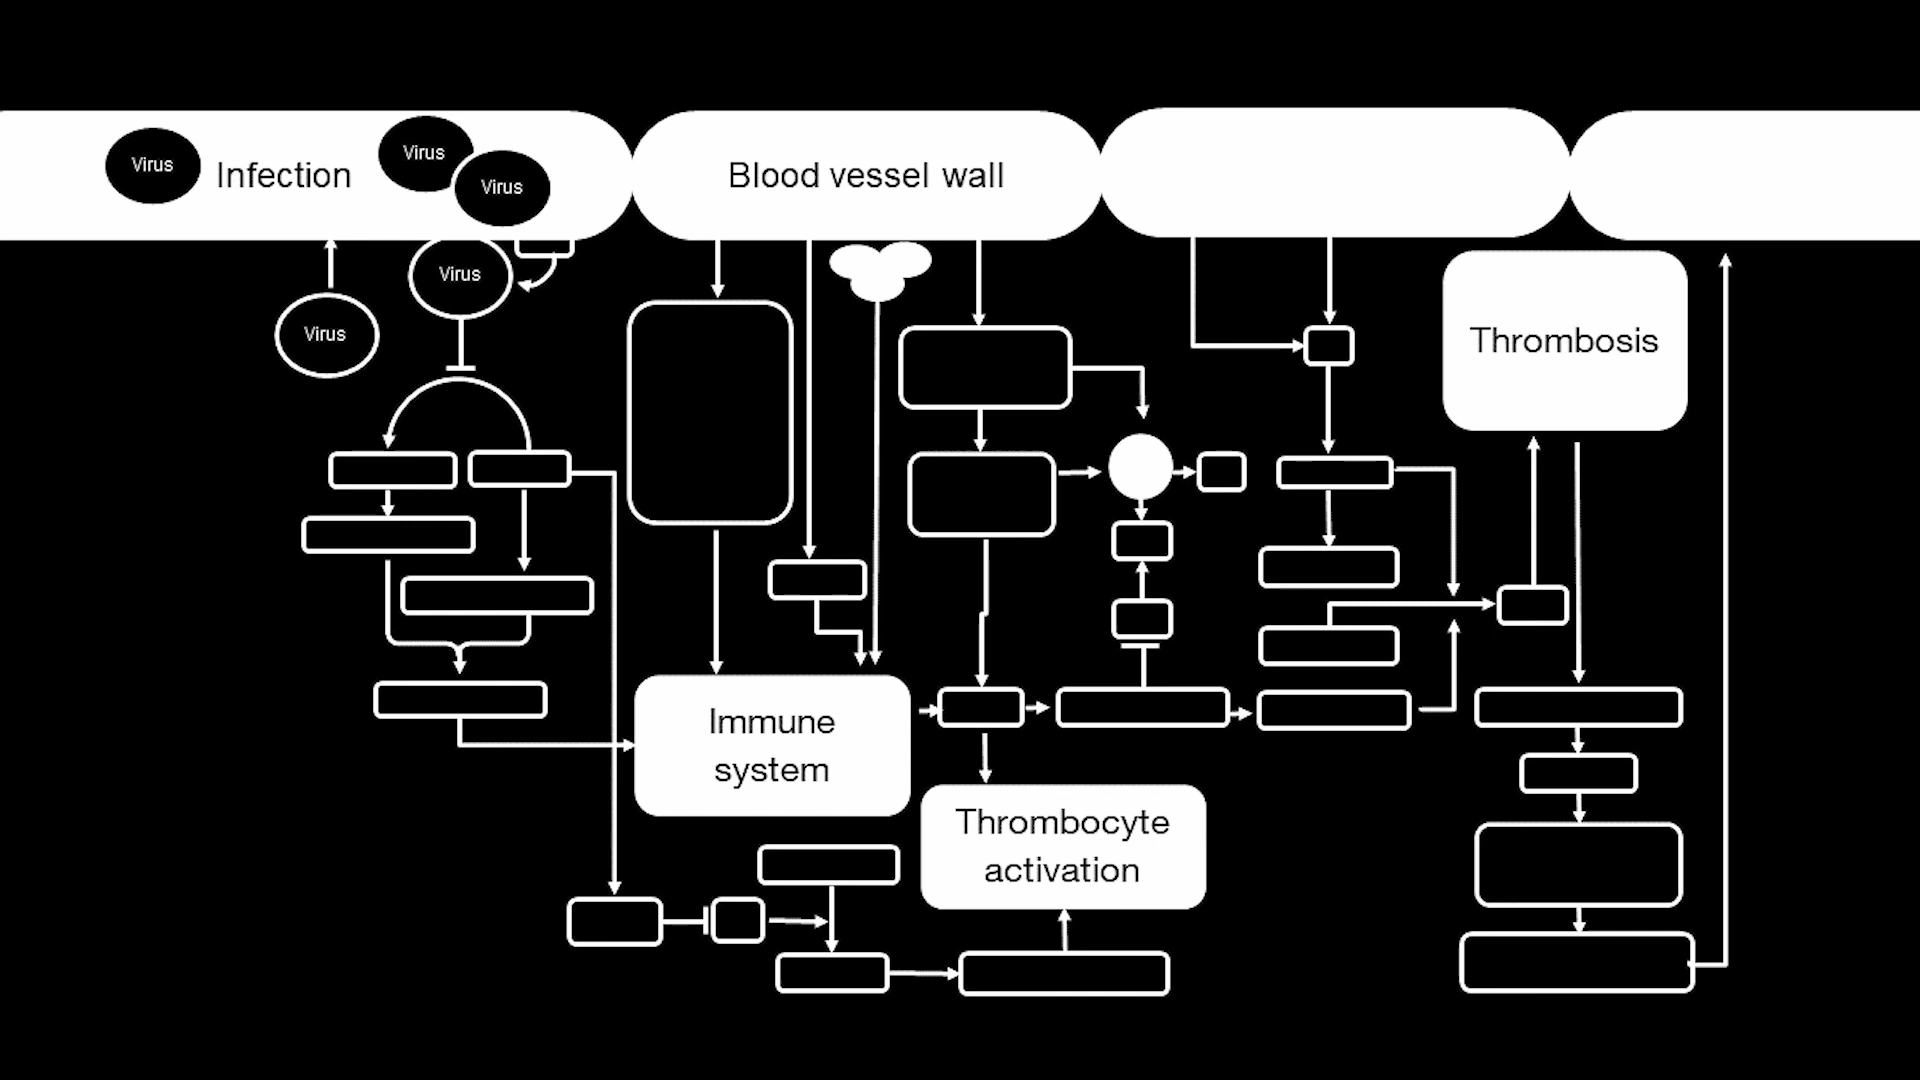 Virus
Infection
Virus
Virus
Blood vessel wall
Virus
Virus
Thrombosis
Immune
system
Thrombocyte
activation